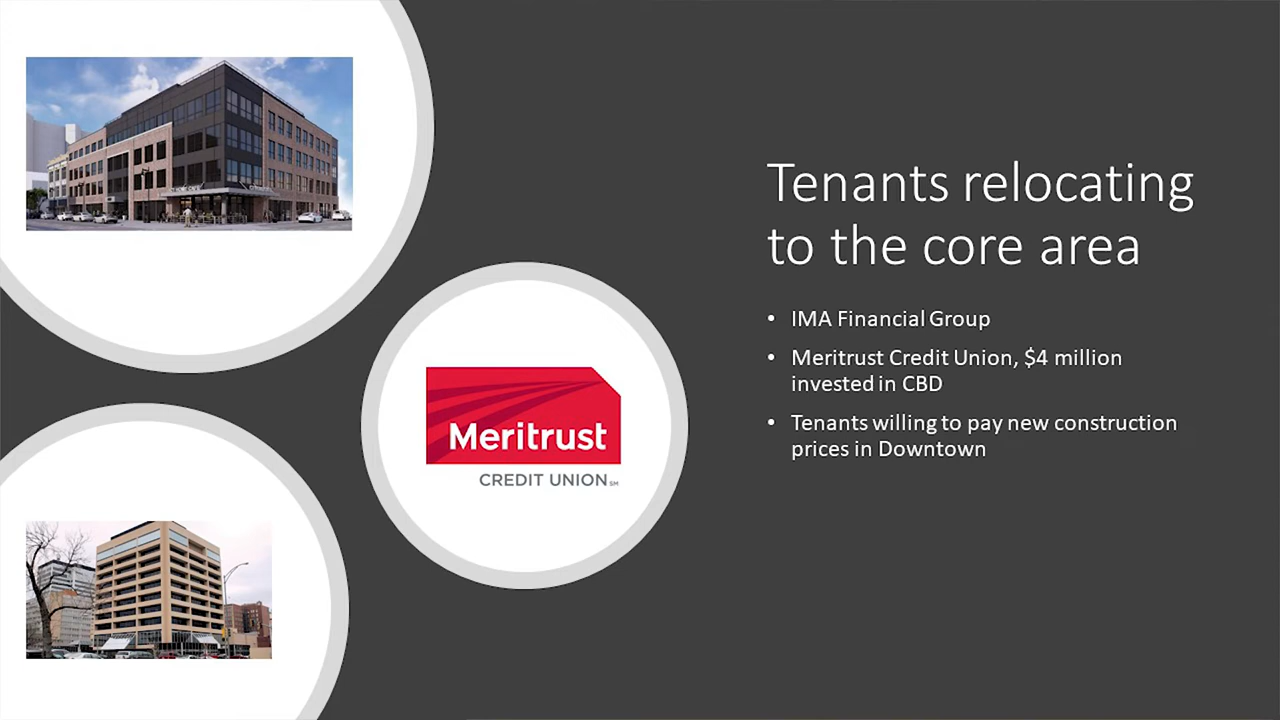 Tenants relocating
to the core area
• IMA Financial Group
• Meritrust Credit Union, $4 million
invested in CBD
• Tenants willing to pay new construction
prices in Downtown
Meritrust
CREDIT UNION SM